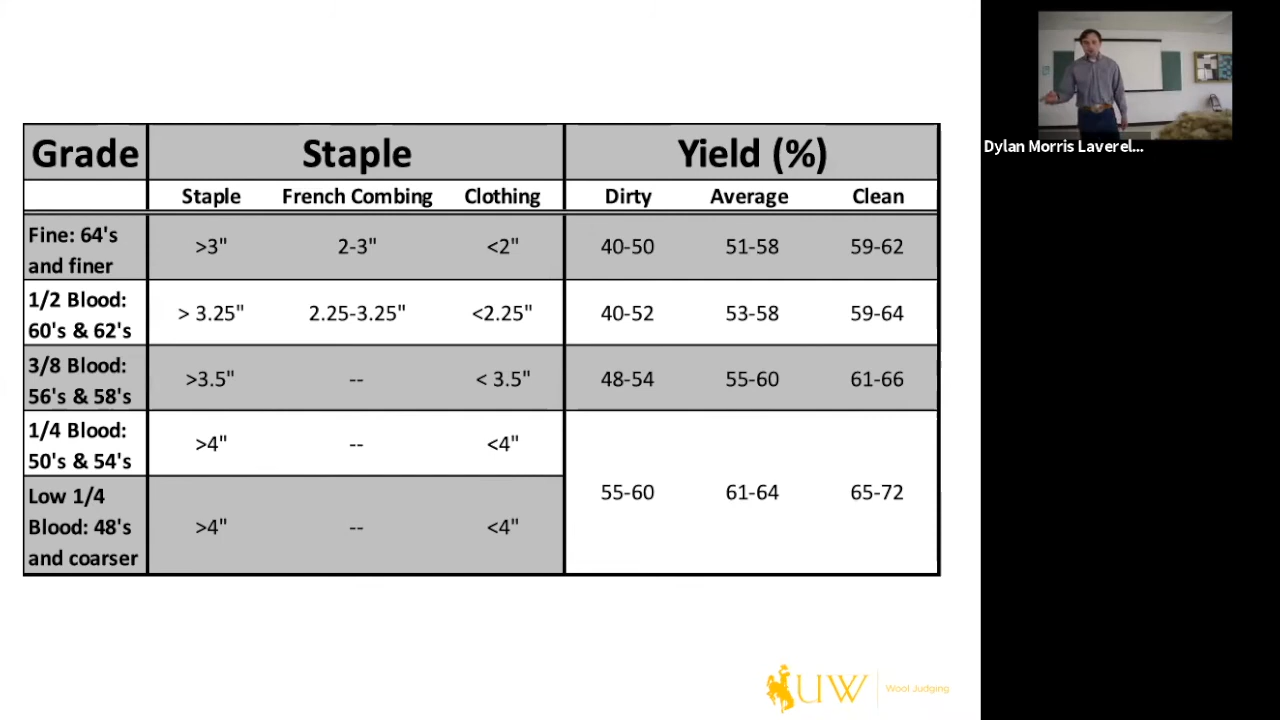 Grade Staple Yield (%)
Staple French Combing Clothing Dirty Average Clean
Fine: 64's
and finer
>3" 2-3" <2" 40-50 51-58 59-62
1/2 Blood:
60's & 62's
> 3.25" 2.25-3.25" <2.25" 40-52 53-58 59-64
3/8 Blood:
56's & 58's
>3.5" -- < 3.5" 48-54 55-60 61-66
1/4 Blood:
50's & 54's
>4" -- <4"
Low 1/4
Blood: 48's
and coarser
>4" -- <4"
55-60 61-64 65-72
UW Wool Judging
Dylan Morris Laverel...